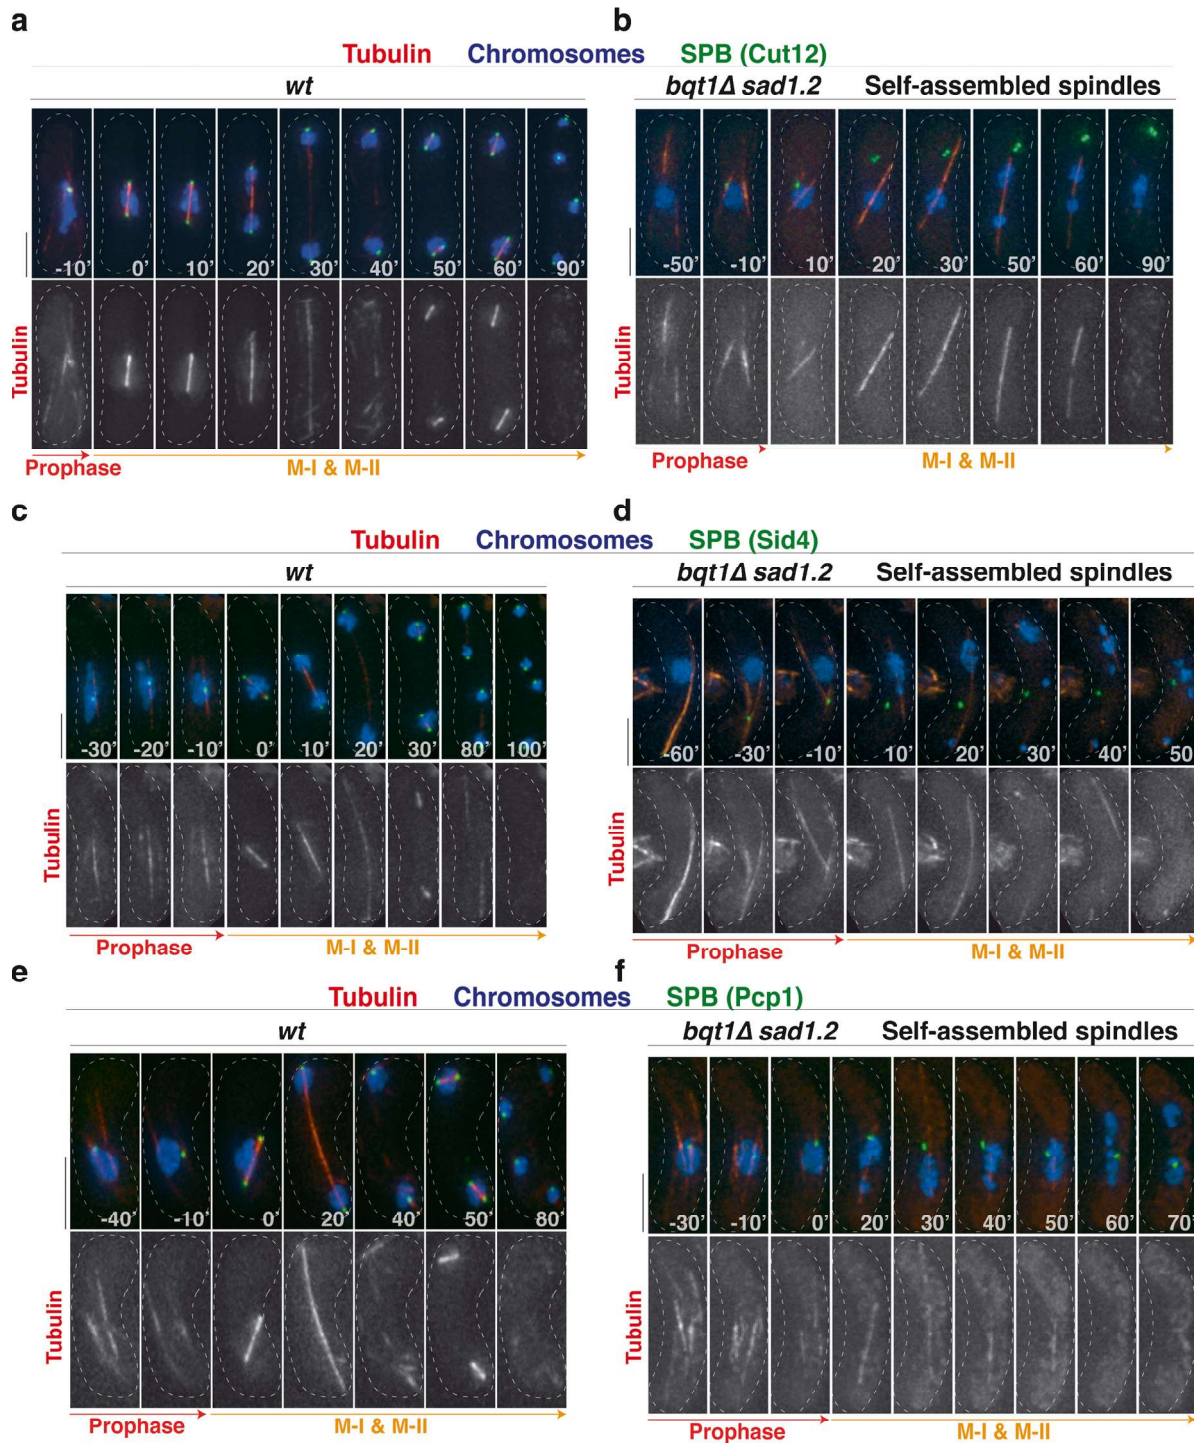 a
Tubulin Chromosomes SPB (Cut12)
wt
-10’ 0’ 10’ 20’ 30’ 40’ 50’ 60’ 90’
Tubulin
Prophase M-I & M-II
b
bqt1Δ sad1.2 Self-assembled spindles
-50’ -10’ 10’ 20’ 30’ 50’ 60’ 90’
Tubulin
Prophase M-I & M-II
c
Tubulin Chromosomes SPB (Sid4)
wt
-30’ -20’ -10’ 0’ 10’ 20’ 30’ 80’ 100’
Tubulin
Prophase M-I & M-II
d
bqt1Δ sad1.2 Self-assembled spindles
-60’ -30’ -10’ 10’ 20’ 30’ 40’ 50’
Tubulin
Prophase M-I & M-II
e
Tubulin Chromosomes SPB (Pcp1)
wt
-40’ -10’ 0’ 20’ 40’ 50’ 80’
Tubulin
Prophase M-I & M-II
f
bqt1Δ sad1.2 Self-assembled spindles
-30’ -10’ 0’ 20’ 30’ 40’ 50’ 60’ 70’
Tubulin
Prophase M-I & M-II